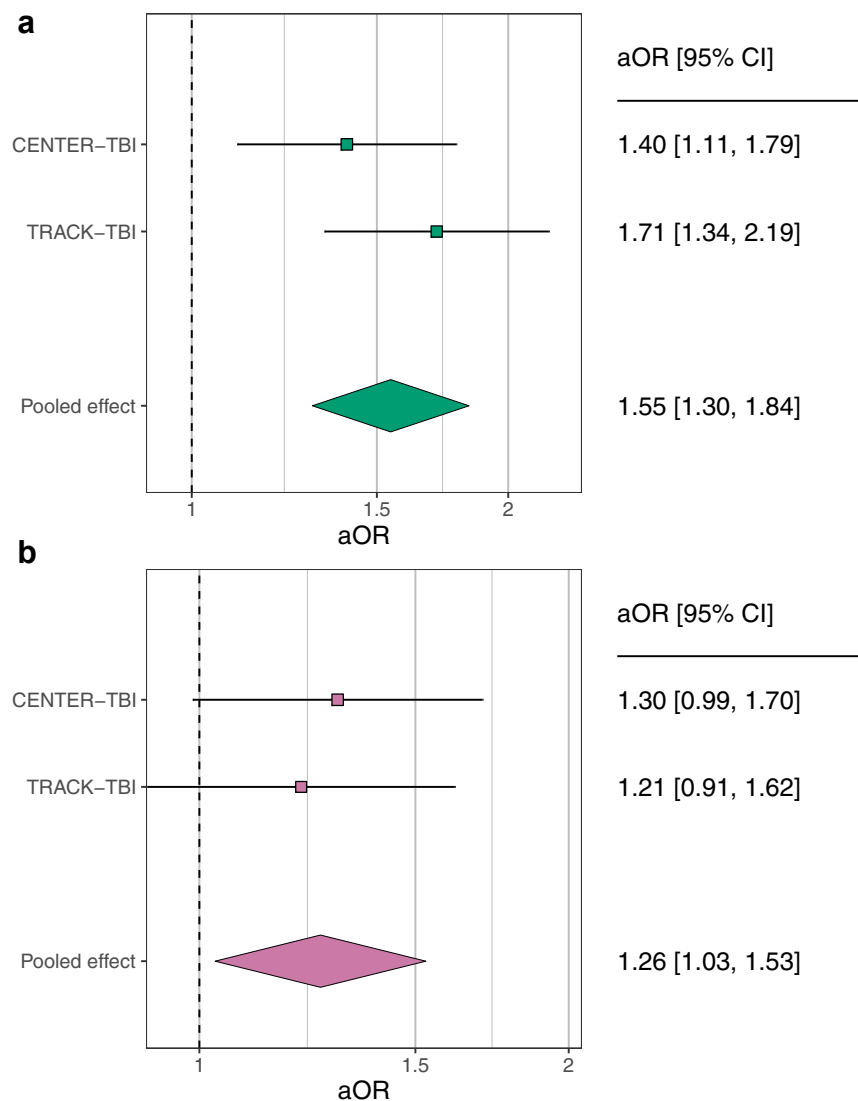 a
aOR [95% CI]
CENTER−TBI 1.40 [1.11, 1.79]
TRACK−TBI 1.71 [1.34, 2.19]
Pooled effect 1.55 [1.30, 1.84]
1 1.5 2
aOR
b
aOR [95% CI]
CENTER−TBI 1.30 [0.99, 1.70]
TRACK−TBI 1.21 [0.91, 1.62]
Pooled effect 1.26 [1.03, 1.53]
1 1.5 2
aOR